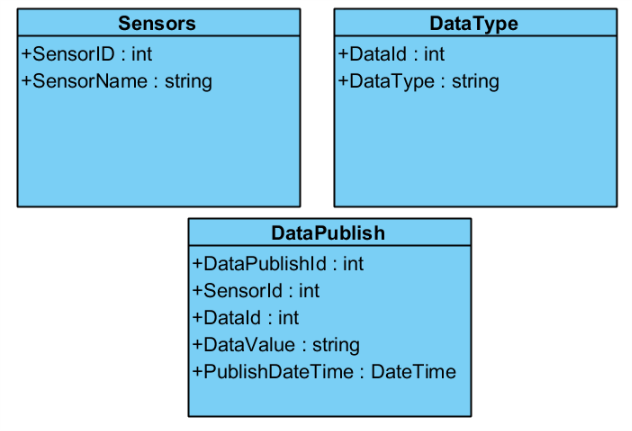 Sensors
+SensorID : int
+SensorName : string
DataType
+DataId : int
+DataType : string
DataPublish
+DataPublishId : int
+SensorId : int
+DataId : int
+DataValue : string
+PublishDateTime : DateTime